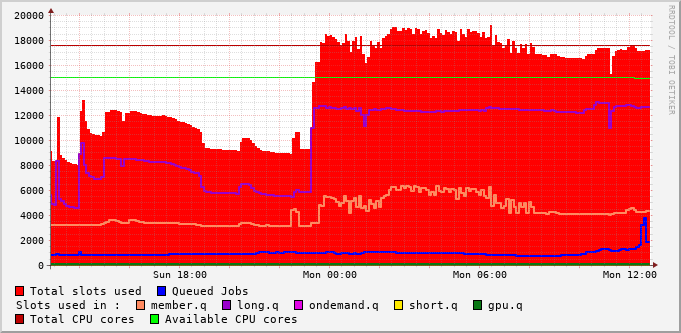 20000
18000
16000
14000
12000
10000
8000
6000
4000
2000
0
Sun 18:00 Mon 00:00 Mon 06:00 Mon 12:00
RRDTOOL / TOBI OETIKER
Total slots used Queued Jobs
Slots used in : member.q long.q ondemand.q short.q gpu.q
Total CPU cores Available CPU cores